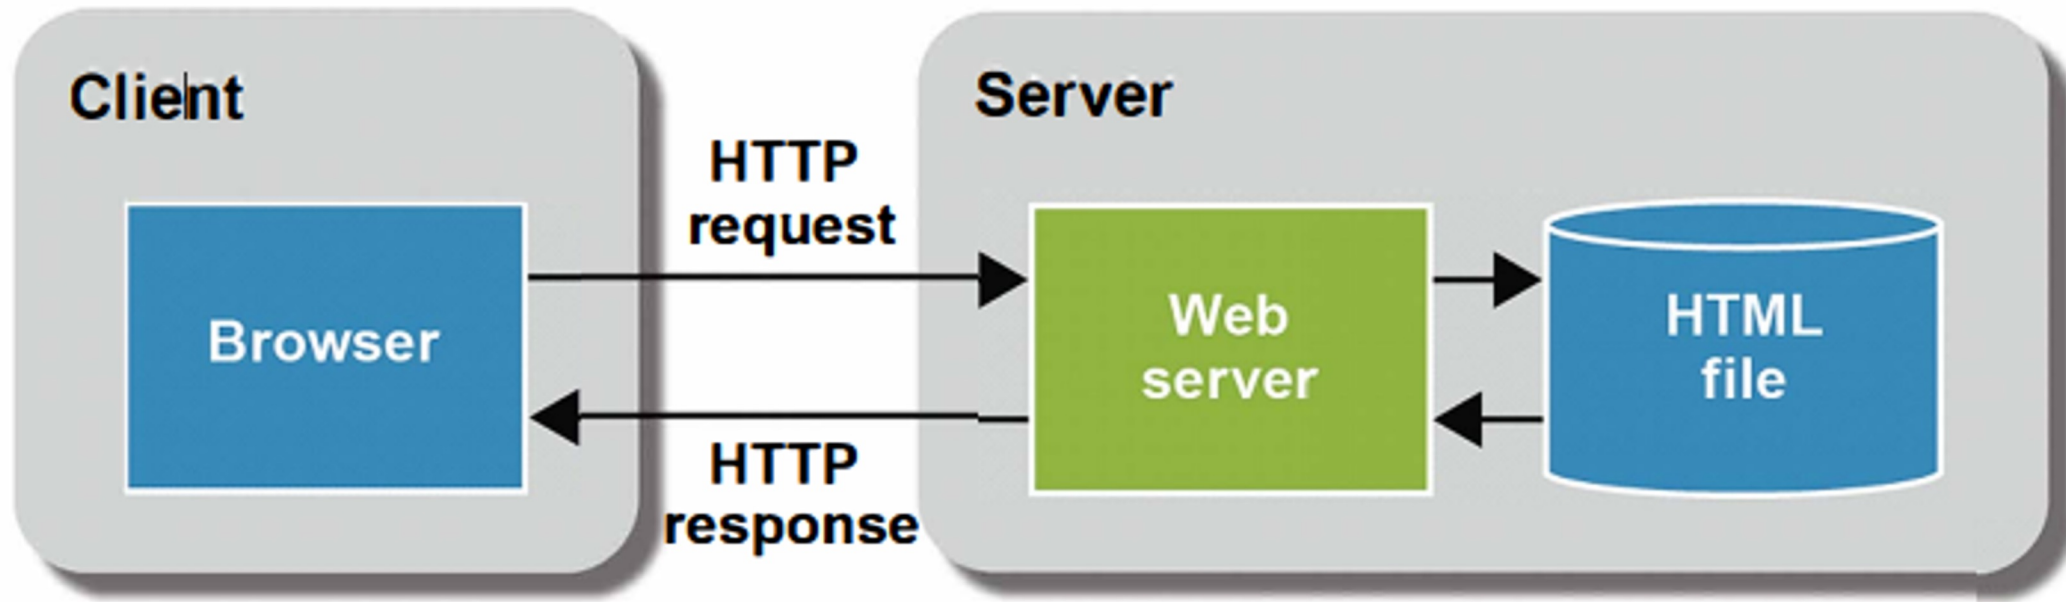 Client
Server
HTTP
request
Browser
Web
server
HTML
file
HTTP
response